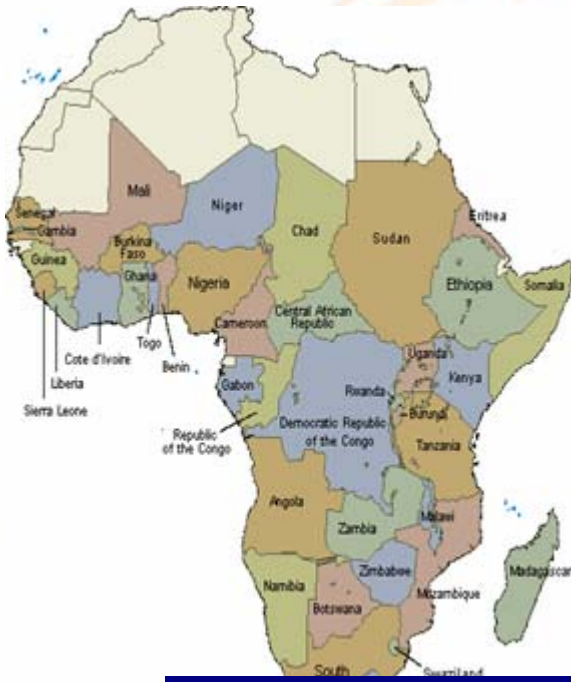 Mali
Niger
Chad
Sudan
Eritrea
Senegal
Gambia
Burkina
Faso
Guinea
Ghana
Nigeria
Ethiopia
Somalia
Cameroon
Central African
Republic
Togo
Benin
Cote d'Ivoire
Liberia
Sierra Leone
Gabon
Uganda
Kenya
Rwanda
Burundi
Republic
of the Congo
Democratic Republic
of the Congo
Tanzania
Angola
Zambia
Malawi
Zimbabwe
Mozambique
Madagascar
Namibia
Botswana
South
Swaziland